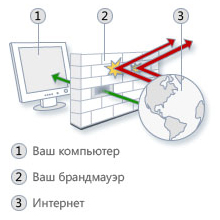 1 2 3
1 Ваш компьютер
2 Ваш брандмауэр
3 Интернет